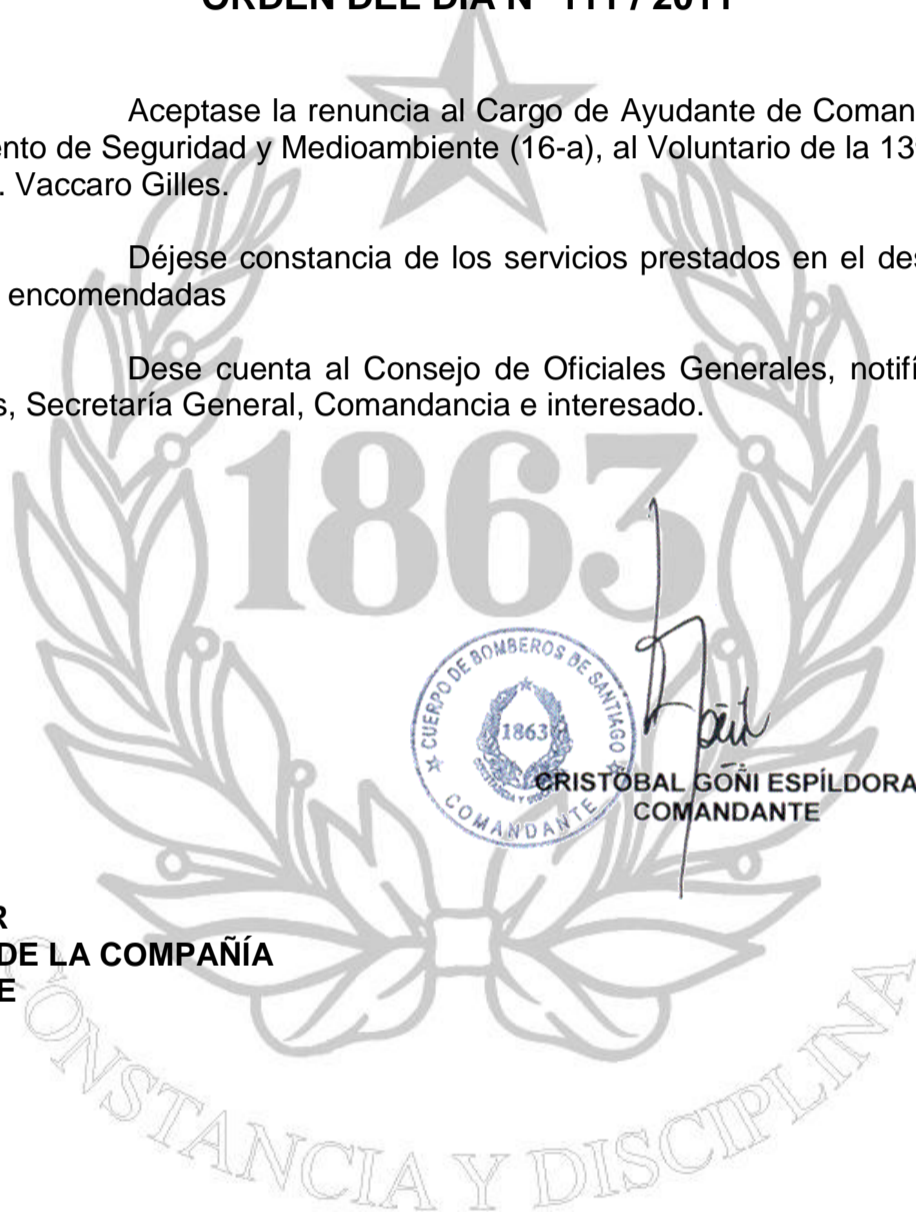 ORDEN DEL DÍA N° 111 / 2011
Aceptase la renuncia al Cargo de Ayudante de Coman
nto de Seguridad y Medioambiente (16-a), al Voluntario de la 13
. Vaccaro Gilles.
Déjese constancia de los servicios prestados en el des
encomendadas
Dese cuenta al Consejo de Oficiales Generales, notifí
s, Secretaría General, Comandancia e interesado.
1863
CUERPO DE BOMBEROS DE SANTIAGO
1863
COMANDANTE
CRISTÓBAL GOÑI ESPÍLDORA
COMANDANTE
R
DE LA COMPAÑÍA
E
CONSTANCIA Y DISCIPLINA